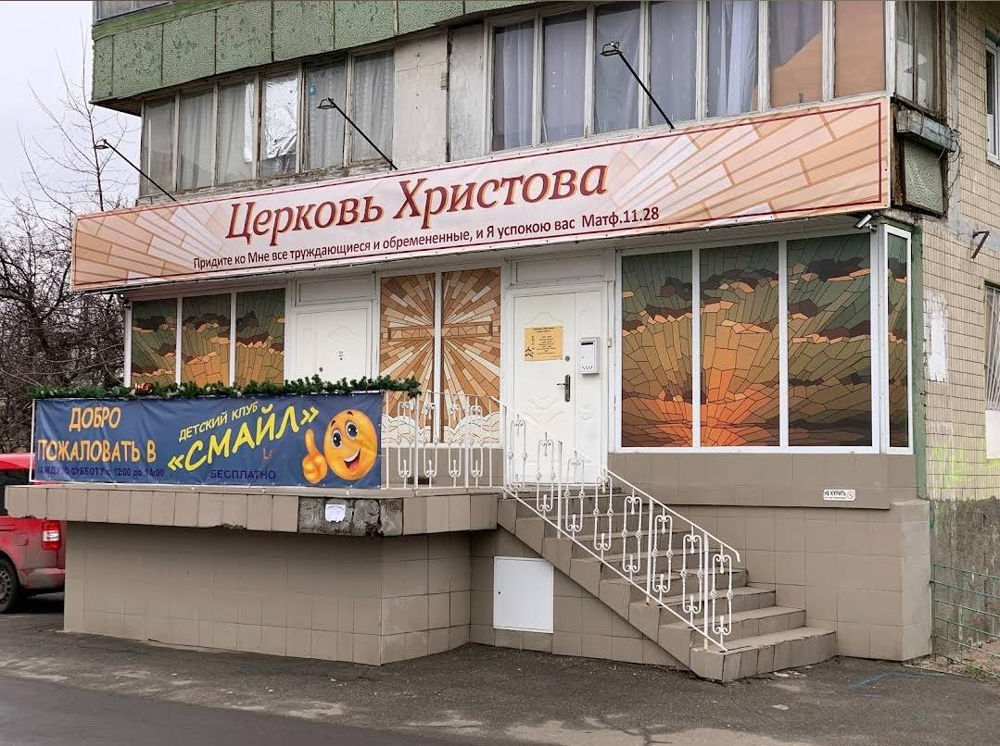 Церковь Христова
Придите ко Мне все труждающиеся и обремененные, и Я успокою вас Матф.11.28
ДОБРО
ПОЖАЛОВАТЬ В
КАЖДУЮ СУББОТУ с 12:00 до 14:00
ДЕТСКИЙ КЛУБ
«СМАЙЛ»
БЕСПЛАТНО
НЕ КУРИТЬ